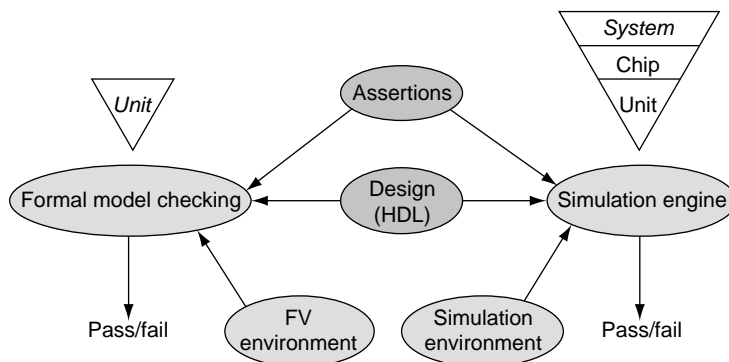 System
Chip
Unit
Unit
Assertions
Formal model checking
Design
(HDL)
Simulation engine
Pass/fail
FV
environment
Simulation
environment
Pass/fail